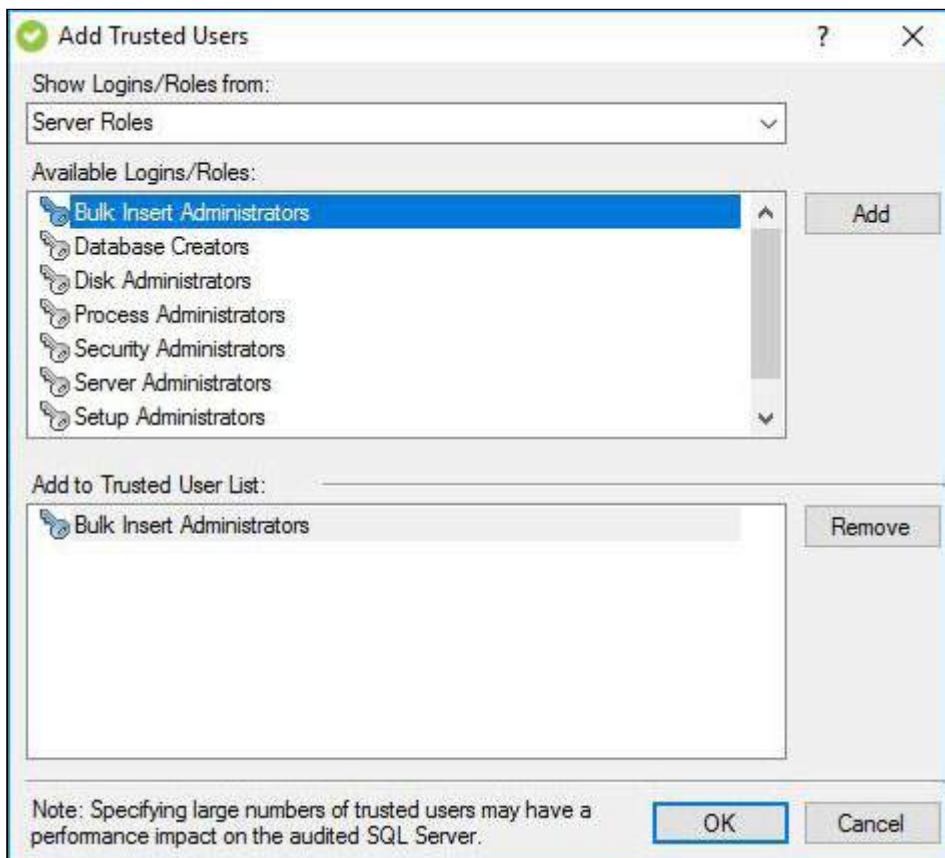 Add Trusted Users
?
Show Logins/Roles from:
Server Roles
Available Logins/Roles:
Bulk Insert Administrators
Add
Database Creators
Disk Administrators
Process Administrators
Security Administrators
Server Administrators
Setup Administrators
Add to Trusted User List:
Bulk Insert Administrators
Remove
Note: Specifying large numbers of trusted users may have a
performance impact on the audited SQL Server.
OK
Cancel